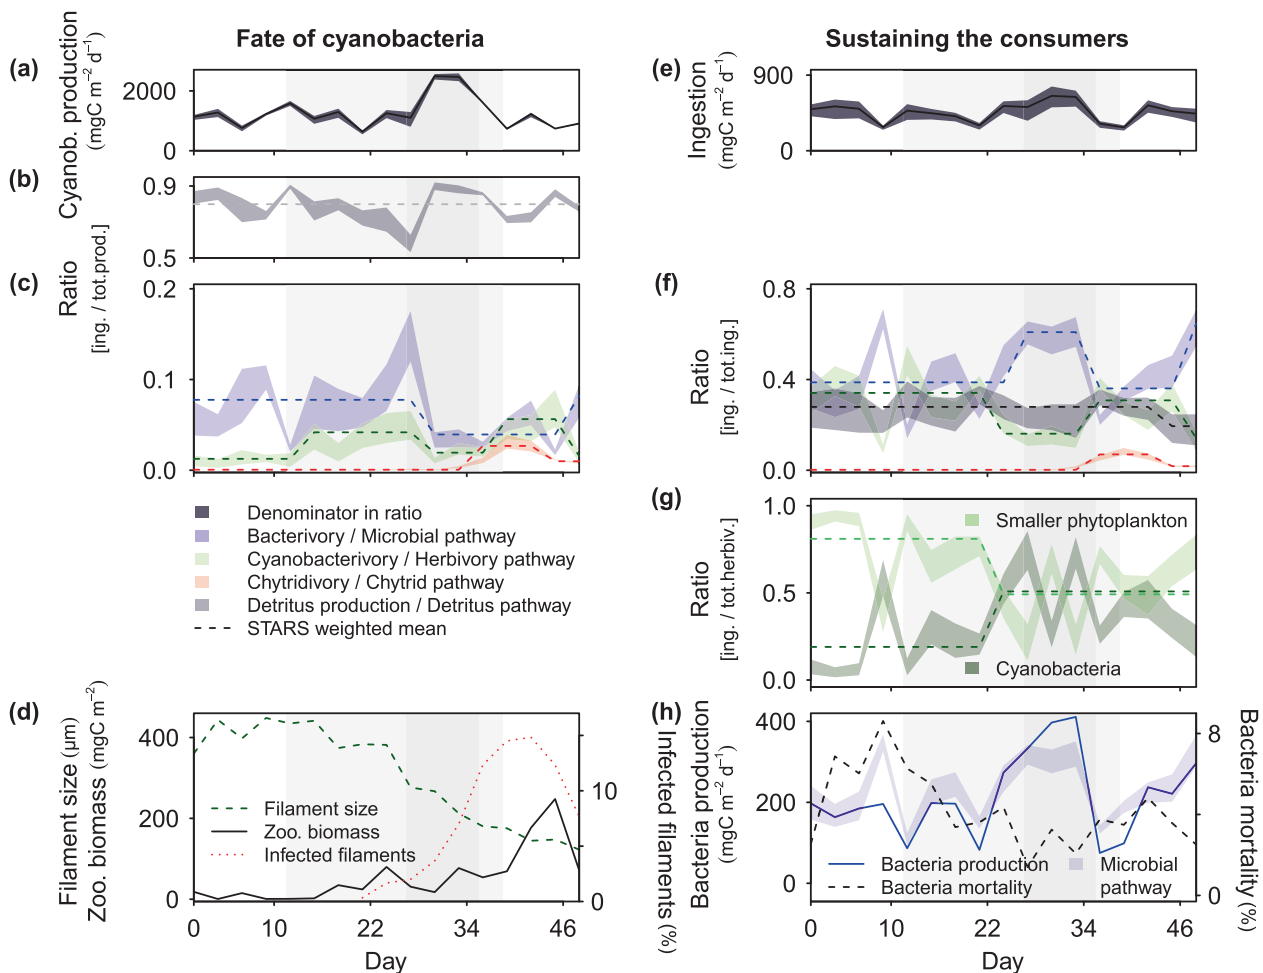 Fate of cyanobacteria
Sustaining the consumers
(a)
Cyanob. production
(mgC m−2 d−1)
2000
0
(e)
Ingestion
(mgC m−2 d−1)
900
0
(b)
0.9
0.5
(c)
Ratio
[ing. / tot.prod.]
0.2
0.1
0.0
(f)
Ratio
[ing. / tot.ing.]
0.8
0.4
0.0
Denominator in ratio
Bacterivory / Microbial pathway
Cyanobacterivory / Herbivory pathway
Chytridivory / Chytrid pathway
Detritus production / Detritus pathway
STARS weighted mean
(g)
Ratio
[ing. / tot.herbiv.]
1.0
0.5
0.0
Smaller phytoplankton
Cyanobacteria
(d)
Filament size (µm)
Zoo. biomass (mgC m−2)
400
200
0
Filament size
Zoo. biomass
Infected filaments
10
0
Infected filaments (%)
0 10 22 34 46
Day
(h)
Bacteria production
(mgC m−2 d−1)
400
200
0
Bacteria production
Bacteria mortality
Microbial
pathway
8
4
0
Bacteria mortality (%)
0 10 22 34 46
Day